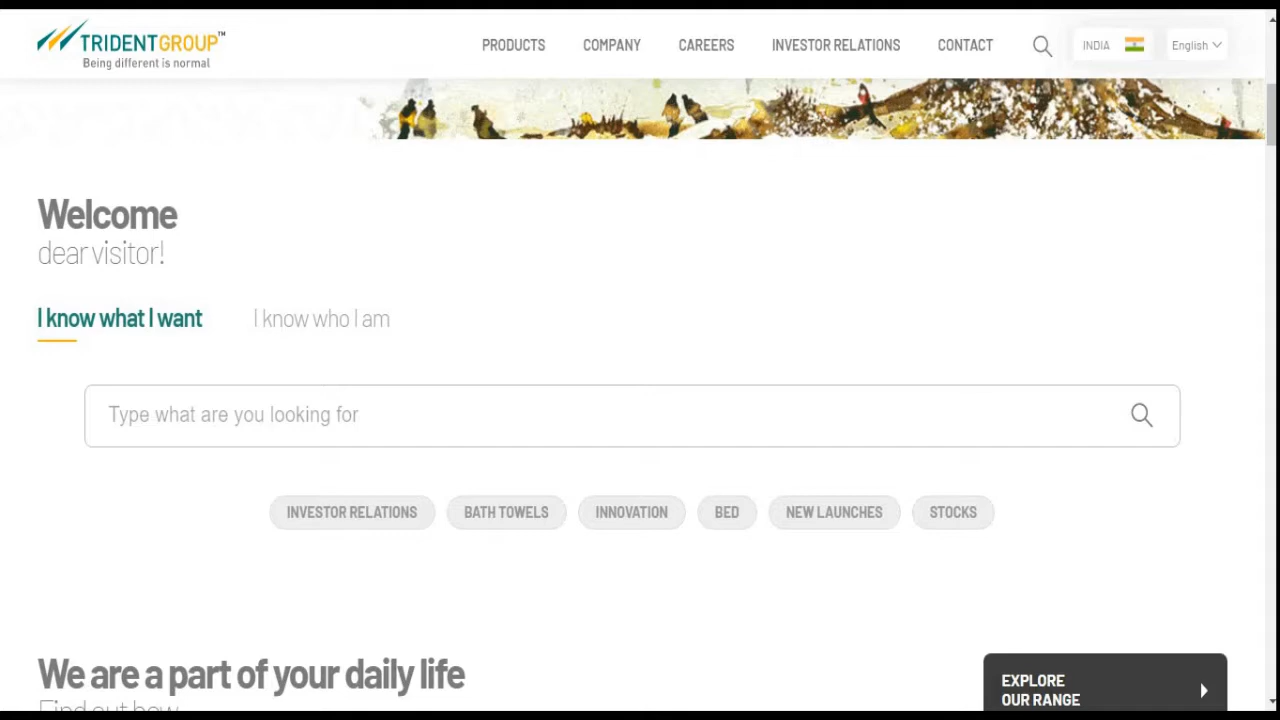 TRIDENTGROUP™
Being different is normal
PRODUCTS COMPANY CAREERS INVESTOR RELATIONS CONTACT INDIA English
Welcome
dear visitor!
I know what I want I know who I am
Type what are you looking for
INVESTOR RELATIONS BATH TOWELS INNOVATION BED NEW LAUNCHES STOCKS
We are a part of your daily life
Find out how
EXPLORE
OUR RANGE